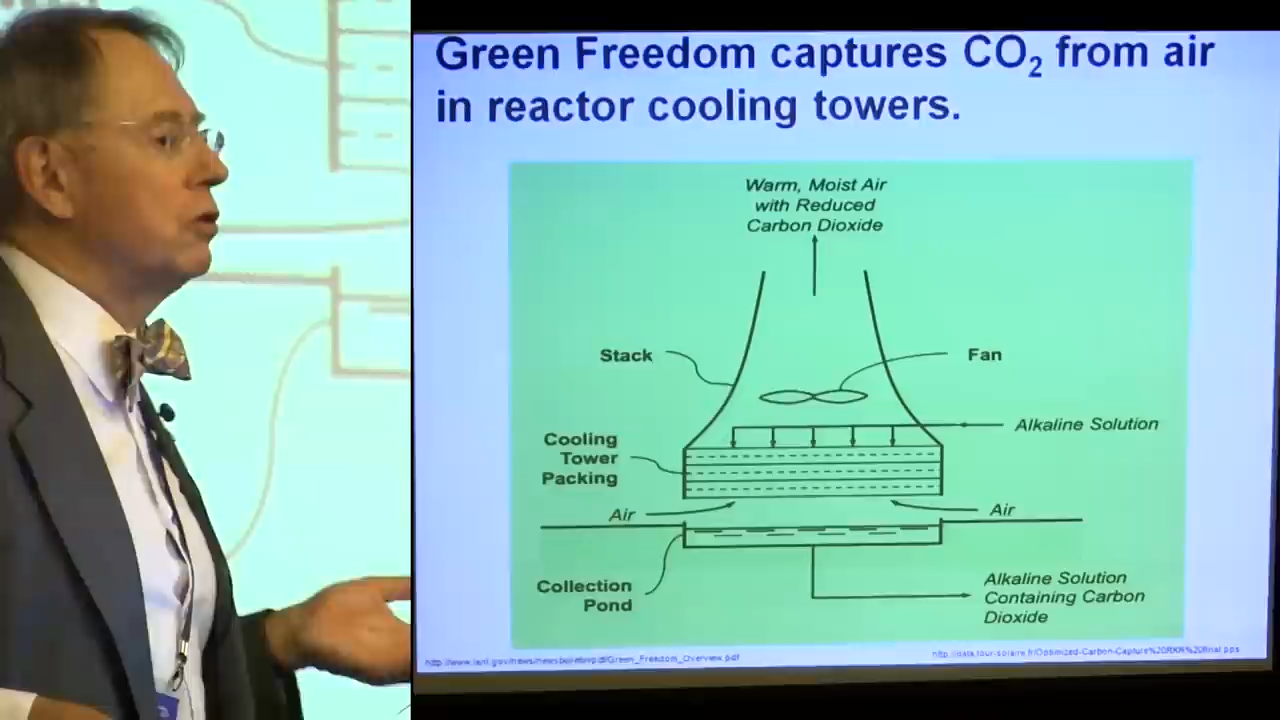 Green Freedom captures CO₂ from air
in reactor cooling towers.
Warm, Moist Air
with Reduced
Carbon Dioxide
Stack
Fan
Alkaline Solution
Cooling
Tower
Packing
Air
Air
Collection
Pond
Alkaline Solution
Containing Carbon
Dioxide